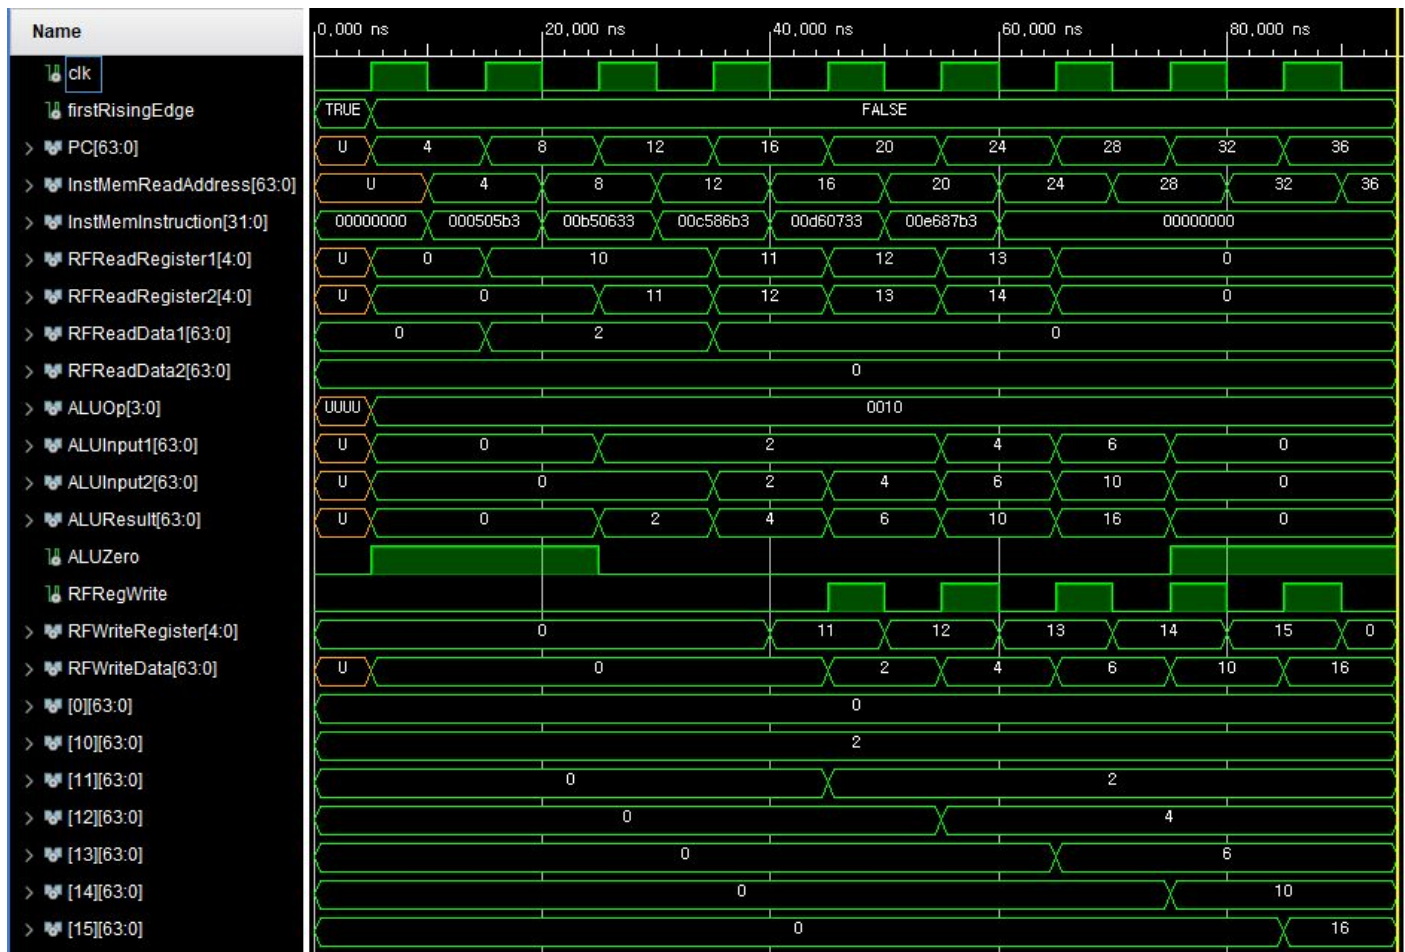 Name 0,000 ns 20,000 ns 40,000 ns 60,000 ns 80,000 ns
clk
firstRisingEdge TRUE FALSE
PC[63:0] U 4 8 12 16 20 24 28 32 36
InstMemReadAddress[63:0] U 4 8 12 16 20 24 28 32 36
InstMemInstruction[31:0] 00000000 000505b3 00b50633 00c586b3 00d60733 00e687b3 00000000
RFReadRegister1[4:0] U 0 10 11 12 13 0
RFReadRegister2[4:0] U 0 11 12 13 14 0
RFReadData1[63:0] 0 2 0
RFReadData2[63:0] 0
ALUOp[3:0] UUUU 0010
ALUInput1[63:0] U 0 2 4 6 0
ALUInput2[63:0] U 0 2 4 6 10 0
ALUResult[63:0] U 0 2 4 6 10 16 0
ALUZero
RFRegWrite
RFWriteRegister[4:0] 0 11 12 13 14 15 0
RFWriteData[63:0] U 0 2 4 6 10 16
[0][63:0] 0
[10][63:0] 2
[11][63:0] 0 2
[12][63:0] 0 4
[13][63:0] 0 6
[14][63:0] 0 10
[15][63:0] 0 16